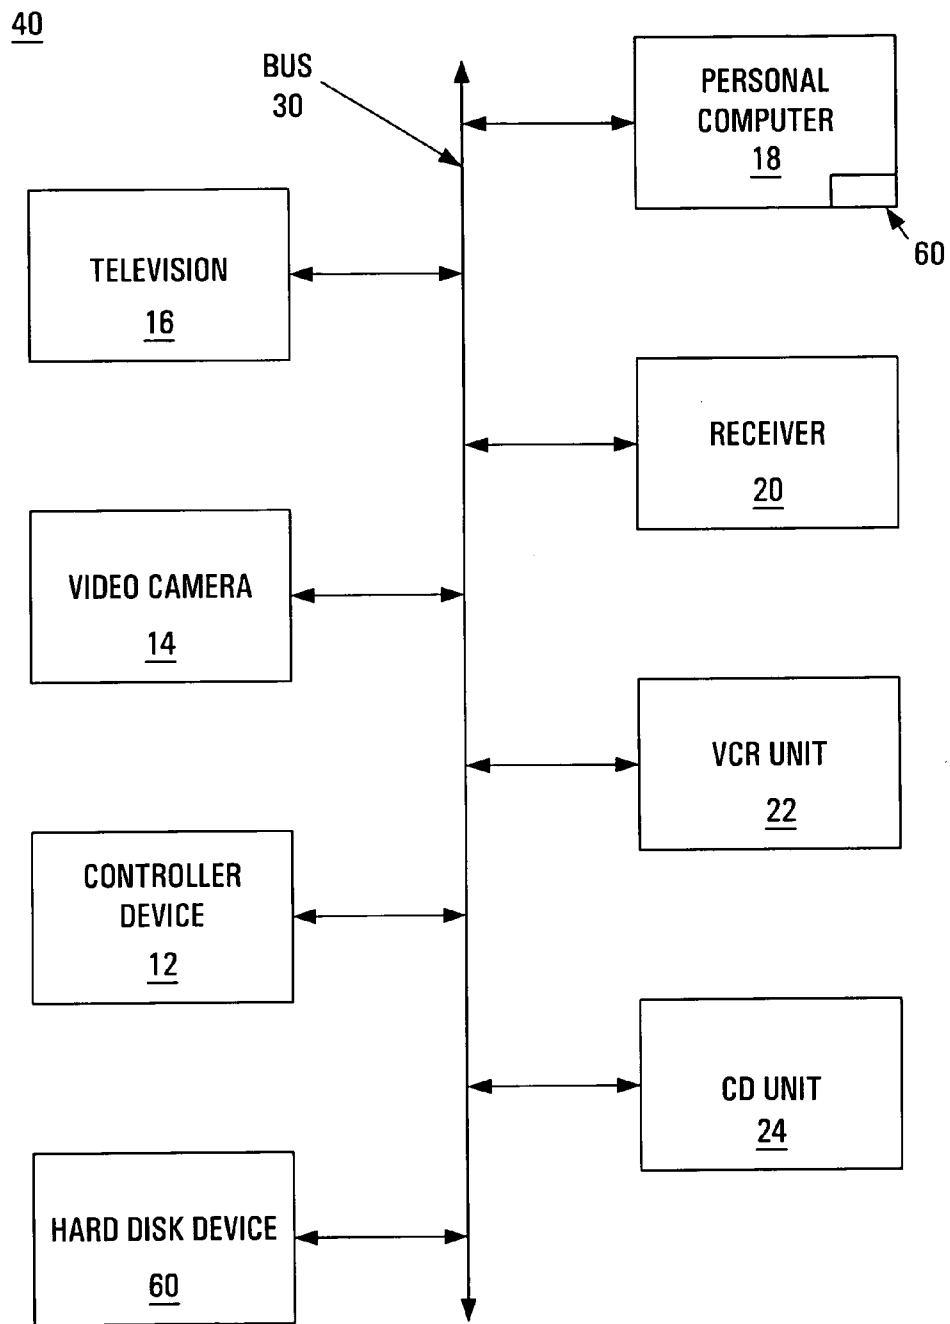 40
BUS
30
PERSONAL
COMPUTER
18
60
TELEVISION
16
RECEIVER
20
VIDEO CAMERA
14
VCR UNIT
22
CONTROLLER
DEVICE
12
CD UNIT
24
HARD DISK DEVICE
60